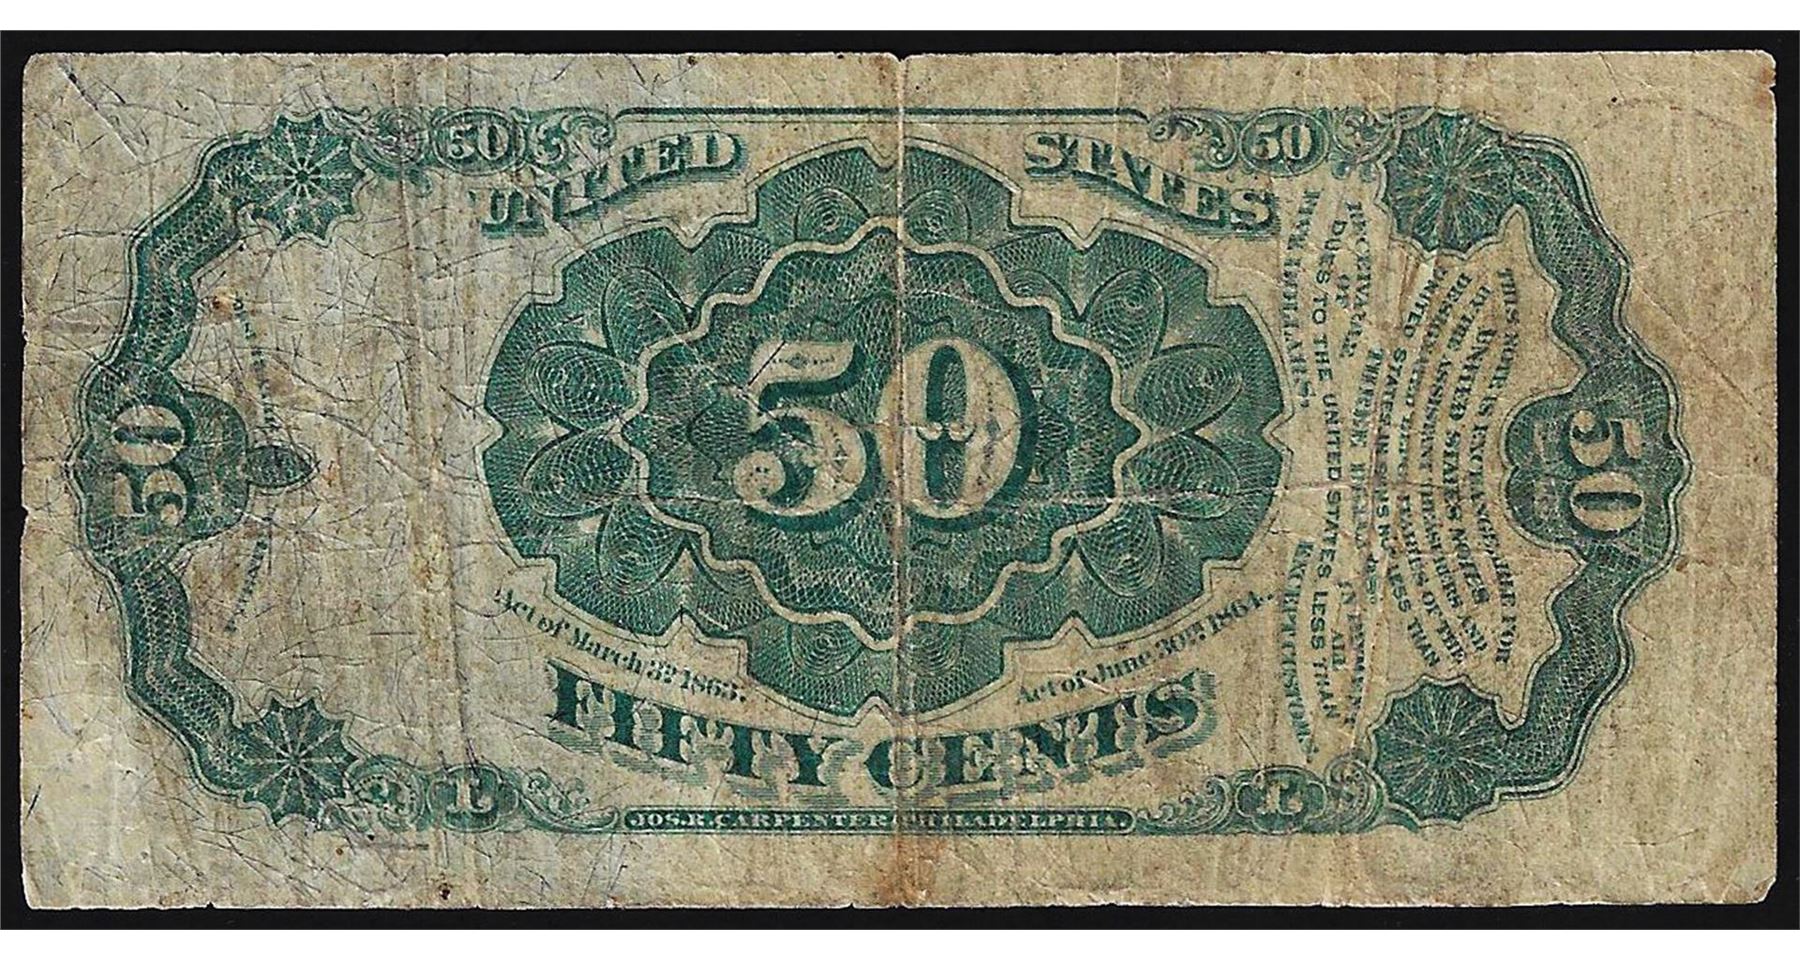 50
50
UNITED STATES
50
50
50
Act of March 3rd 1863.
Act of June 30th 1864.
FIFTY CENTS
L
L
JOS. R. CARPENTER PHILADELPHIA.
THIS NOTE IS EXCHANGEABLE FOR
UNITED STATES NOTES
BY THE ASSISTANT TREASURERS AND
DESIGNATED DEPOSITARIES OF THE
UNITED STATES IN SUMS NOT LESS THAN
THREE DOLLARS.
RECEIVABLE IN PAYMENT
OF ALL
DUES TO THE UNITED STATES LESS THAN
FIVE DOLLARS,
EXCEPT CUSTOMS.